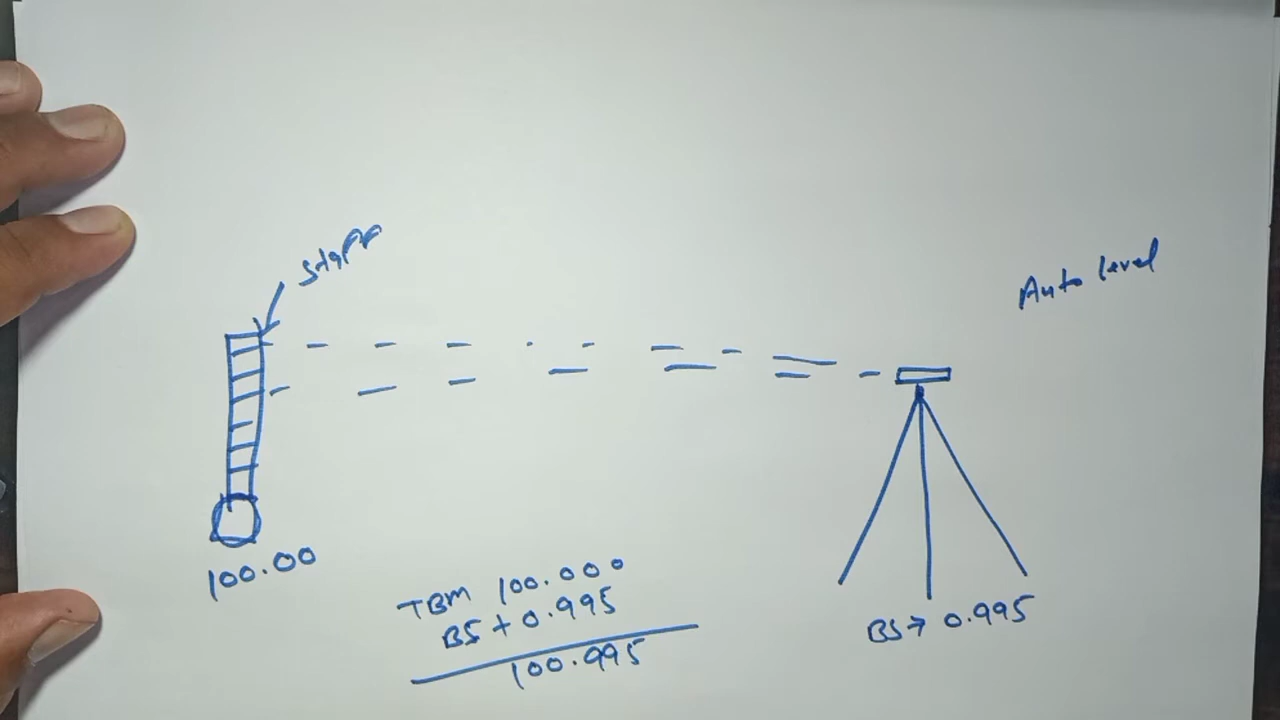 Staff
Auto level
100.00
TBM 100.000
BS + 0.995
100.995
BS → 0.995